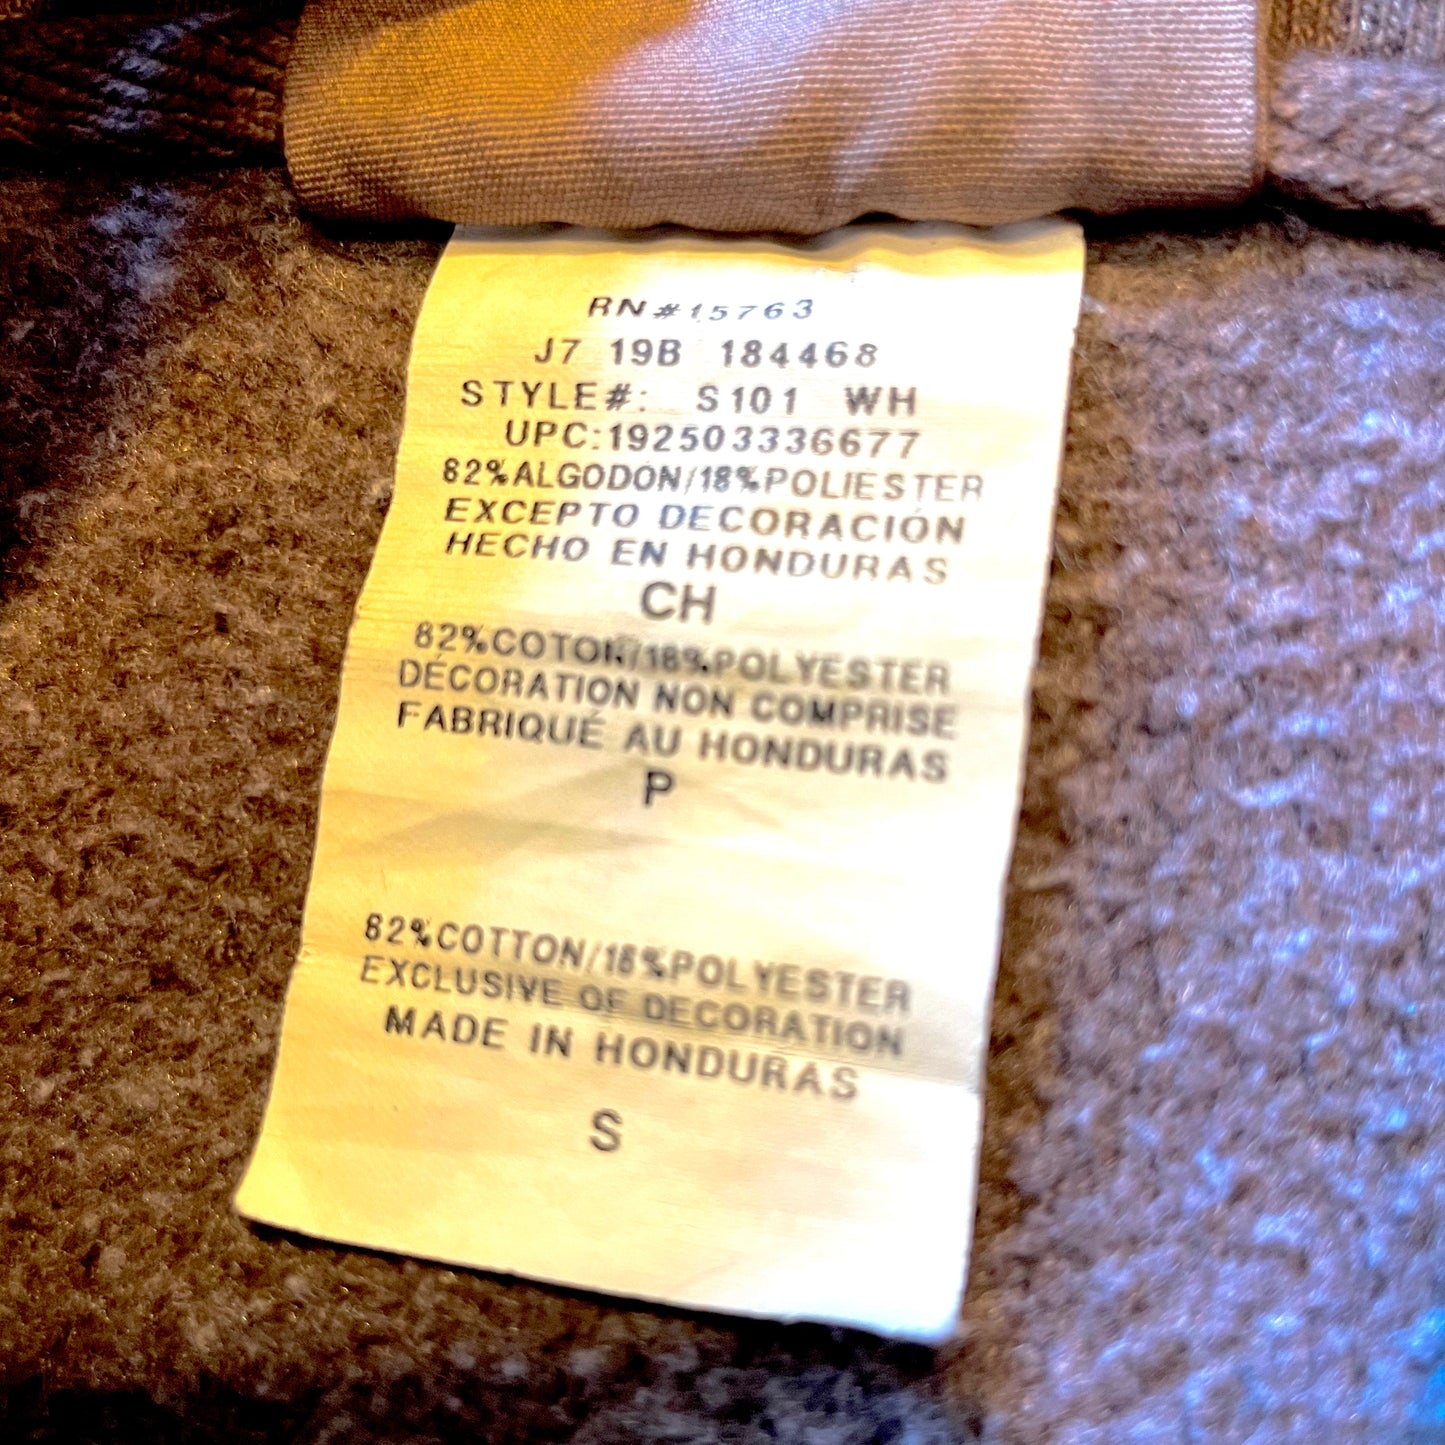 RN#15763
J7 19B 184468
STYLE#: S101 WH
UPC:192503336677
82%ALGODÓN/18%POLIESTER
EXCEPTO DECORACIÓN
HECHO EN HONDURAS
CH
82%COTON/18%POLYESTER
DÉCORATION NON COMPRISE
FABRIQUÉ AU HONDURAS
P
82%COTTON/18%POLYESTER
EXCLUSIVE OF DECORATION
MADE IN HONDURAS
S